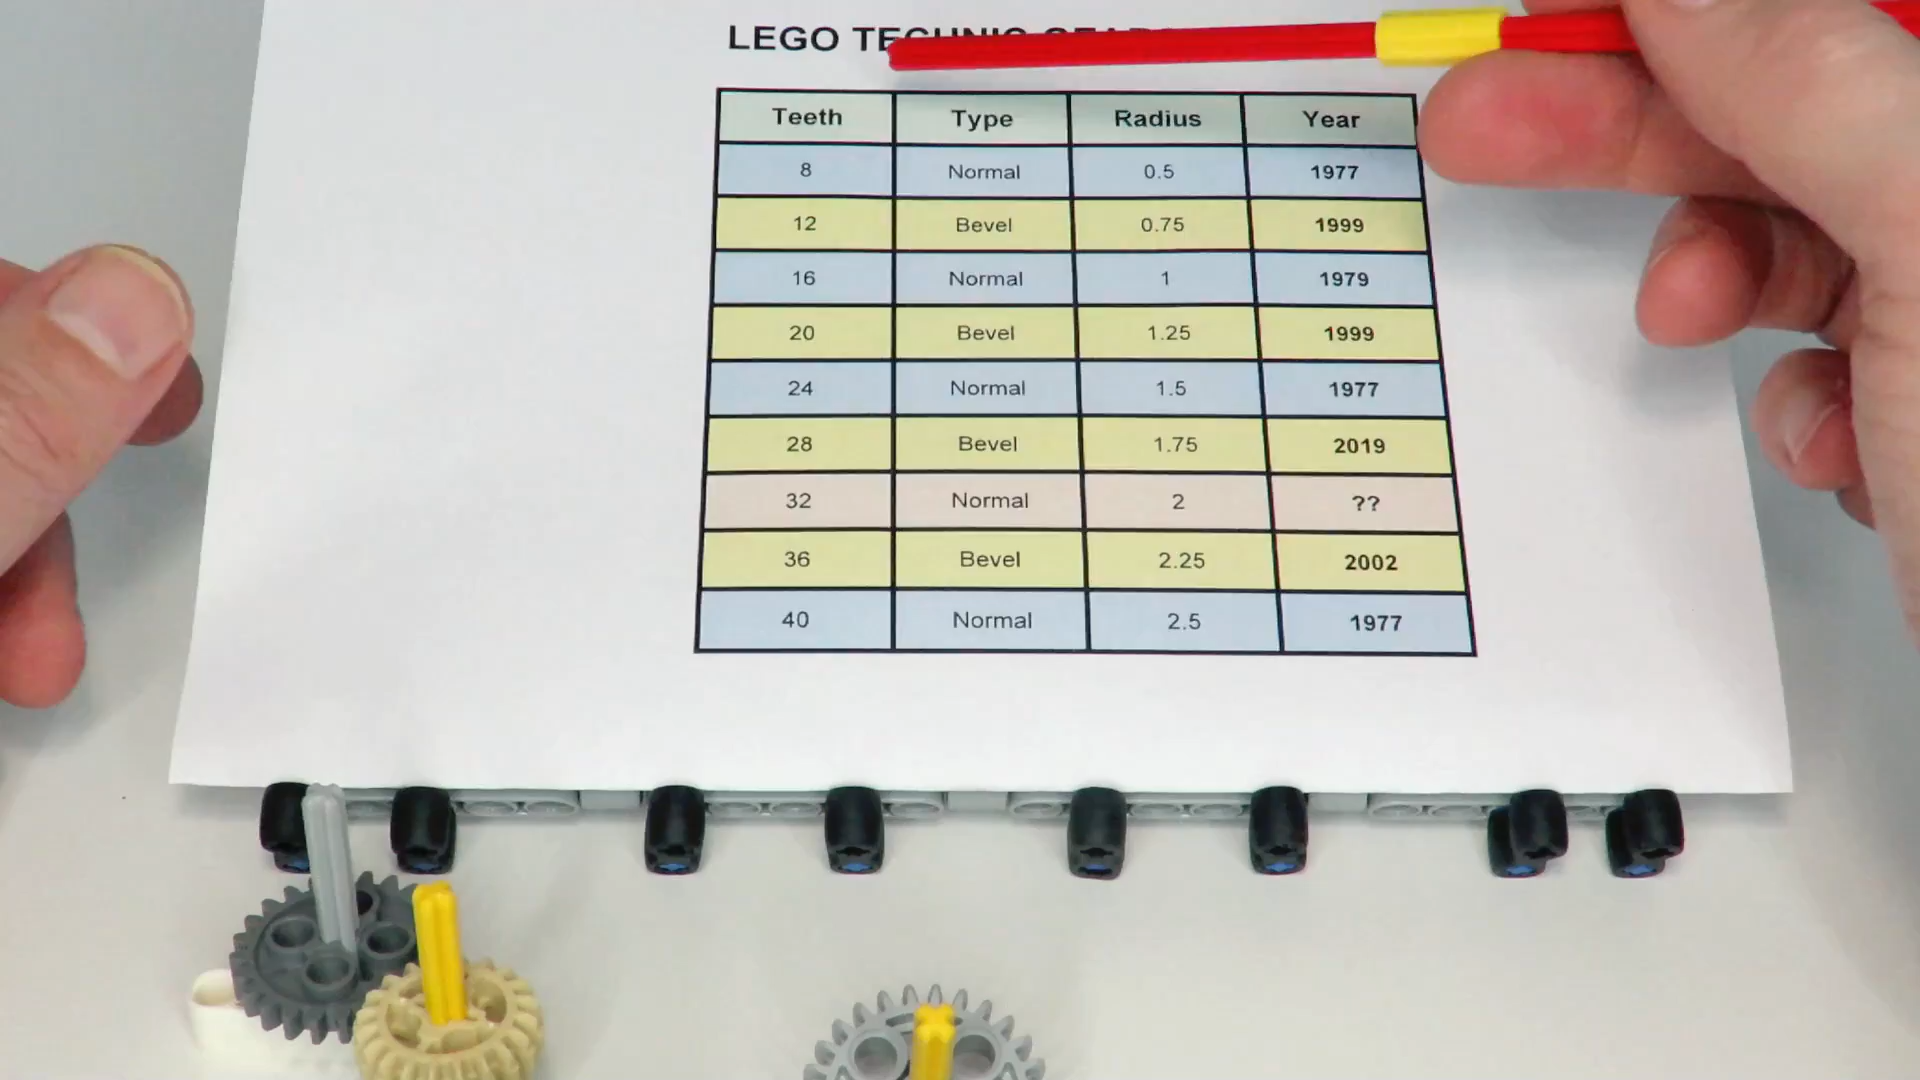 LEGO TECHNIC GEARS
Teeth Type Radius Year
8 Normal 0.5 1977
12 Bevel 0.75 1999
16 Normal 1 1979
20 Bevel 1.25 1999
24 Normal 1.5 1977
28 Bevel 1.75 2019
32 Normal 2 ??
36 Bevel 2.25 2002
40 Normal 2.5 1977